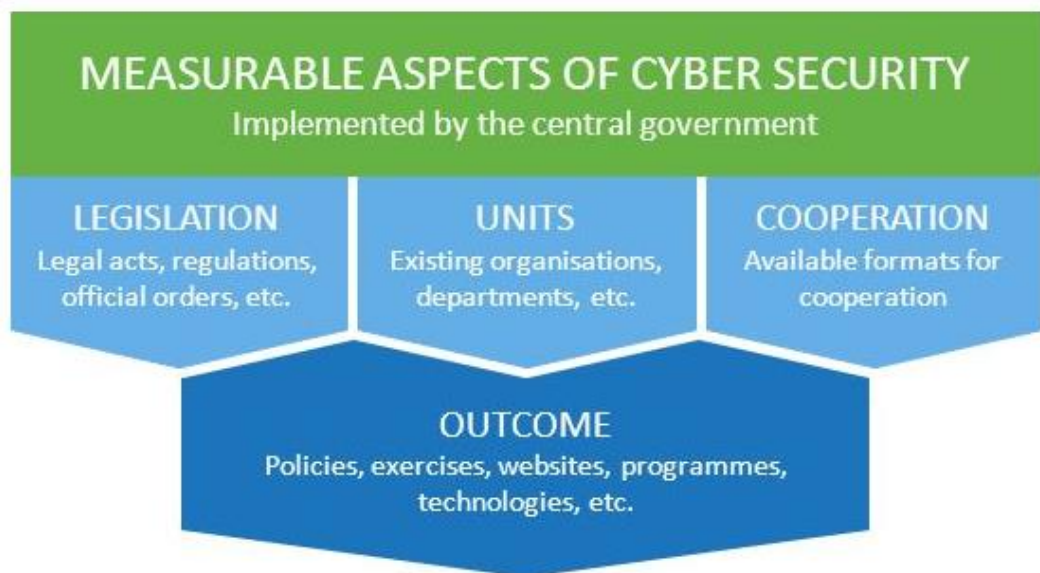 MEASURABLE ASPECTS OF CYBER SECURITY
Implemented by the central government
LEGISLATION
Legal acts, regulations,
official orders, etc.
UNITS
Existing organisations,
departments, etc.
COOPERATION
Available formats for
cooperation
OUTCOME
Policies, exercises, websites, programmes,
technologies, etc.